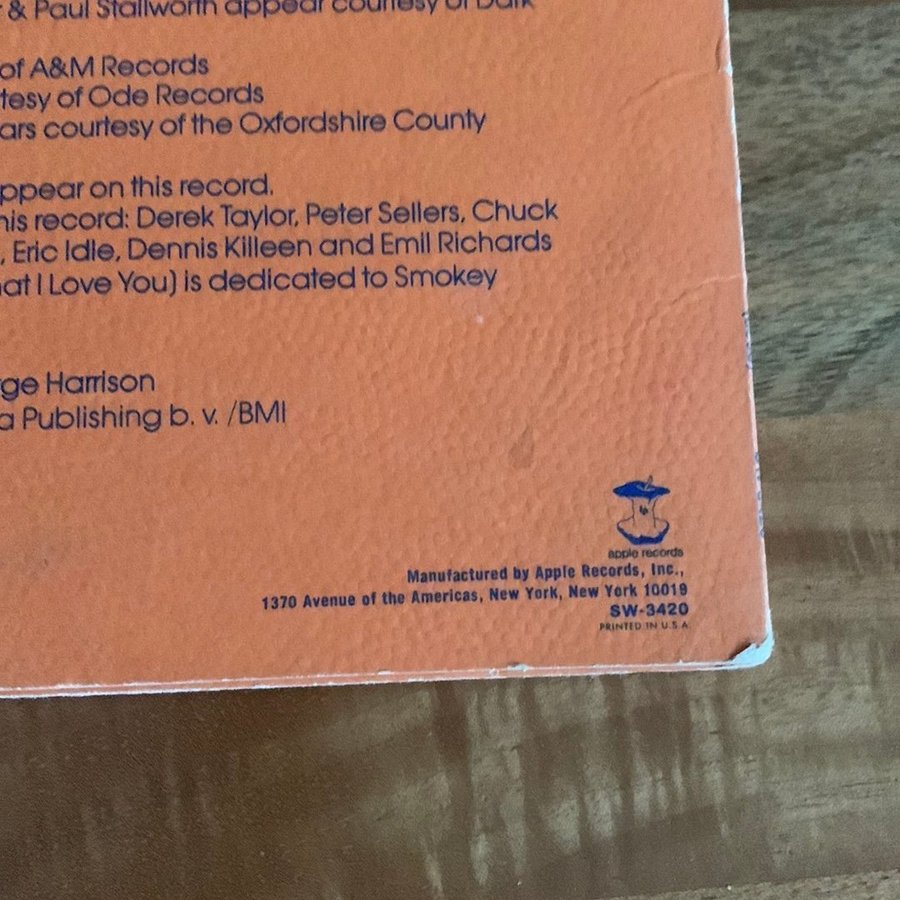 & Paul Stallworth appear courtesy of Dark
of A&M Records
tesy of Ode Records
ars courtesy of the Oxfordshire County
ppear on this record.
his record: Derek Taylor, Peter Sellers, Chuck
, Eric Idle, Dennis Killeen and Emil Richards
hat I Love You) is dedicated to Smokey
rge Harrison
a Publishing b. v. /BMI
apple records
Manufactured by Apple Records, Inc.,
1370 Avenue of the Americas, New York, New York 10019
SW-3420
PRINTED IN U.S.A.